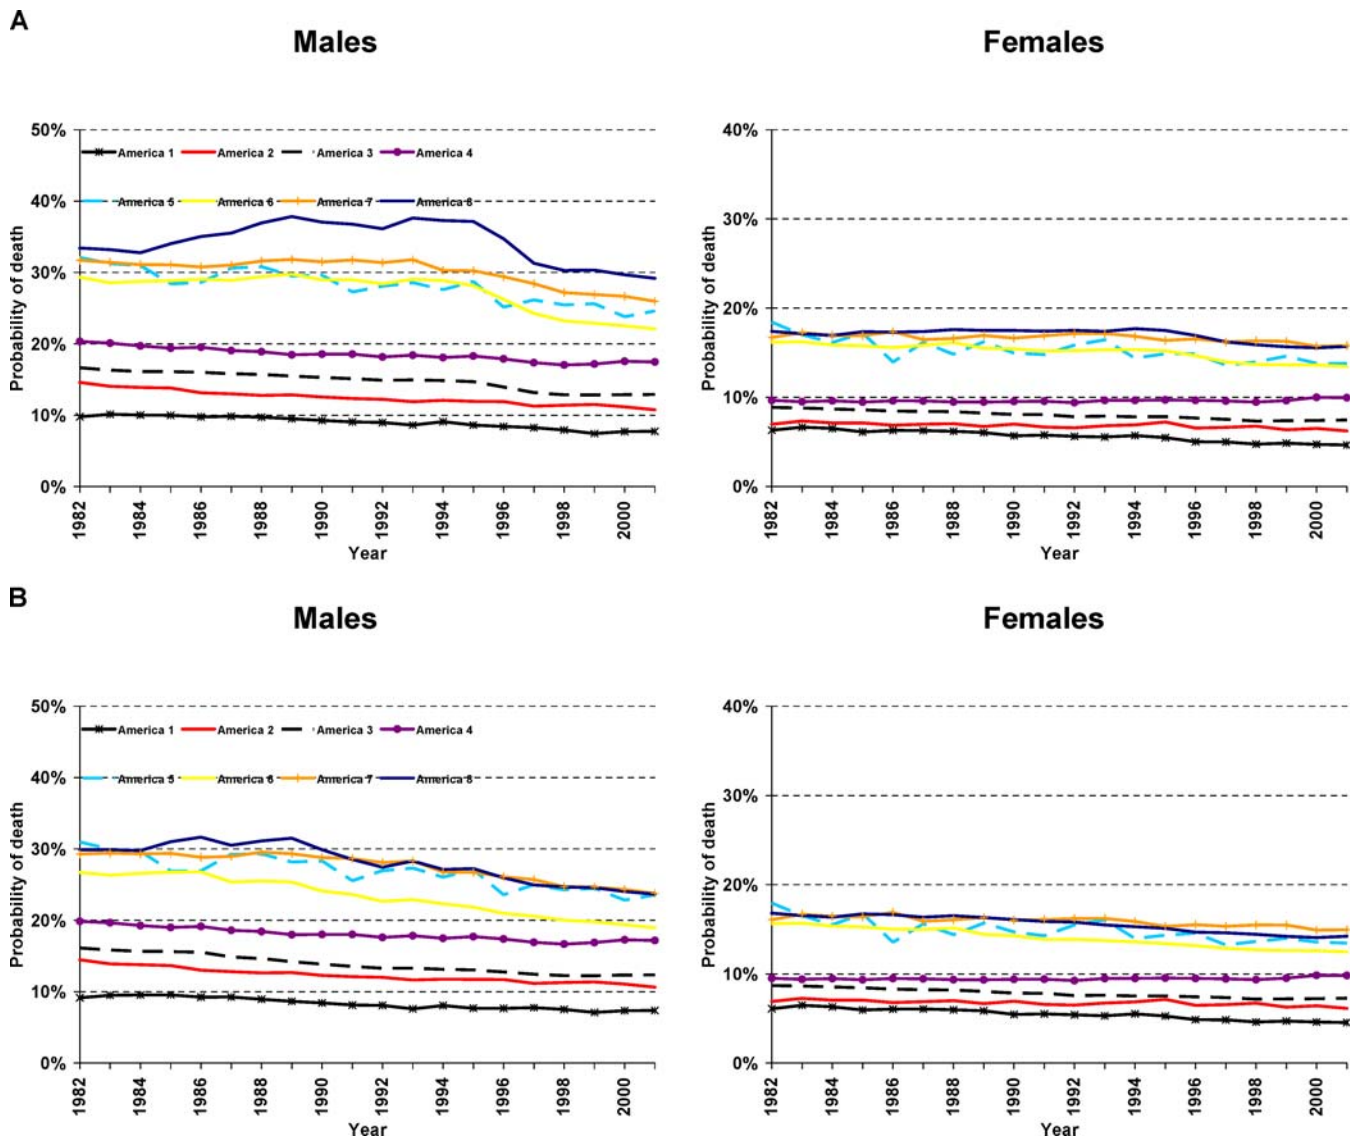 A
Males
Females
50%
40%
30%
20%
10%
0%
America 1
America 2
America 3
America 4
America 5
America 6
America 7
America 8
Probability of death
1982
1984
1986
1988
1990
1992
1994
1996
1998
2000
Year
40%
30%
20%
10%
0%
Probability of death
1982
1984
1986
1988
1990
1992
1994
1996
1998
2000
Year
B
Males
Females
50%
40%
30%
20%
10%
0%
America 1
America 2
America 3
America 4
America 5
America 6
America 7
America 8
Probability of death
1982
1984
1986
1988
1990
1992
1994
1996
1998
2000
Year
40%
30%
20%
10%
0%
Probability of death
1982
1984
1986
1988
1990
1992
1994
1996
1998
2000
Year